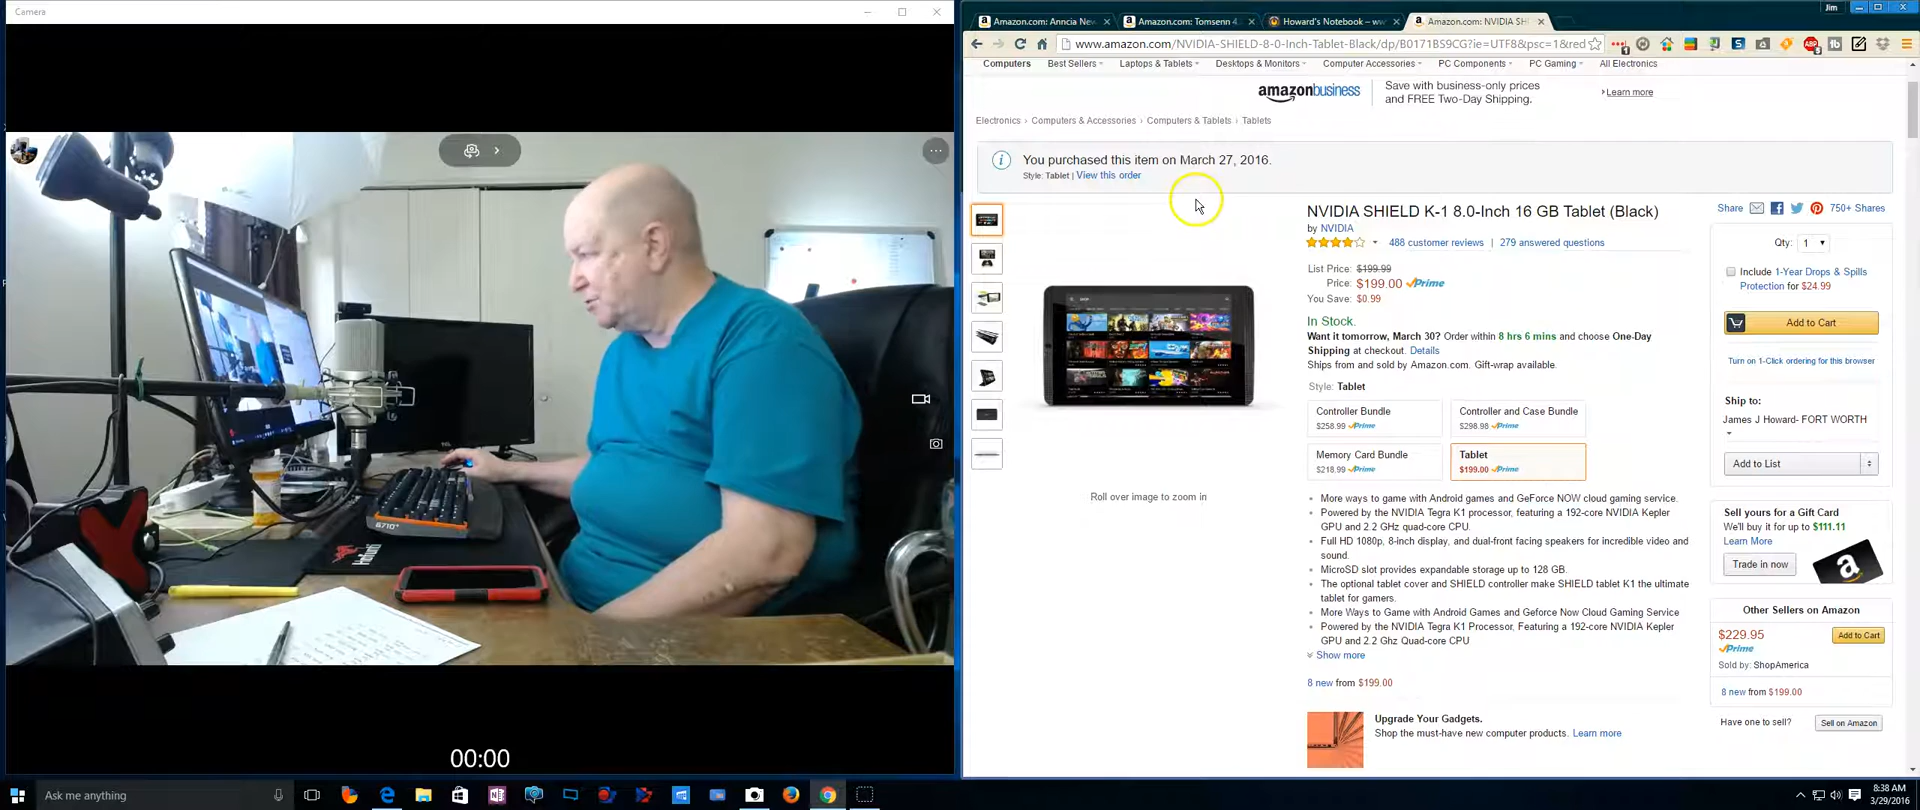 Camera
00:00
Amazon.com: Anncia New
Amazon.com: Tomsenn 4
Howard's Notebook – ww
Amazon.com: NVIDIA SH
Jim
www.amazon.com/NVIDIA-SHIELD-8-0-Inch-Tablet-Black/dp/B0171BS9CG?ie=UTF8&psc=1&red
Computers Best Sellers Laptops & Tablets Desktops & Monitors Computer Accessories PC Components PC Gaming All Electronics
amazonbusiness
Save with business-only prices
and FREE Two-Day Shipping.
Learn more
Electronics › Computers & Accessories › Computers & Tablets › Tablets
You purchased this item on March 27, 2016.
Style: Tablet | View this order
NVIDIA SHIELD K-1 8.0-Inch 16 GB Tablet (Black)
by NVIDIA
488 customer reviews | 279 answered questions
List Price: $199.99
Price: $199.00 Prime
You Save: $0.99
In Stock.
Want it tomorrow, March 30? Order within 8 hrs 6 mins and choose One-Day
Shipping at checkout. Details
Ships from and sold by Amazon.com. Gift-wrap available.
Style: Tablet
Controller Bundle
$258.99 Prime
Controller and Case Bundle
$298.98 Prime
Memory Card Bundle
$218.99 Prime
Tablet
$199.00 Prime
• More ways to game with Android games and GeForce NOW cloud gaming service.
• Powered by the NVIDIA Tegra K1 processor, featuring a 192-core NVIDIA Kepler
GPU and 2.2 GHz quad-core CPU.
• Full HD 1080p, 8-inch display, and dual-front facing speakers for incredible video and
sound.
• MicroSD slot provides expandable storage up to 128 GB.
• The optional tablet cover and SHIELD controller make SHIELD tablet K1 the ultimate
tablet for gamers.
• More Ways to Game with Android Games and Geforce Now Cloud Gaming Service
• Powered by the NVIDIA Tegra K1 Processor, Featuring a 192-core NVIDIA Kepler
GPU and 2.2 Ghz Quad-core CPU
Show more
8 new from $199.00
Upgrade Your Gadgets.
Shop the must-have new computer products. Learn more
Roll over image to zoom in
Share 750+ Shares
Qty: 1
Include 1-Year Drops & Spills
Protection for $24.99
Add to Cart
Turn on 1-Click ordering for this browser
Ship to:
James J Howard- FORT WORTH
Add to List
Sell yours for a Gift Card
We'll buy it for up to $111.11
Learn More
Trade in now
a
Other Sellers on Amazon
$229.95
Add to Cart
Prime
Sold by: ShopAmerica
8 new from $199.00
Have one to sell?
Sell on Amazon
G710+
TCL
Ask me anything
8:38 AM
3/29/2016